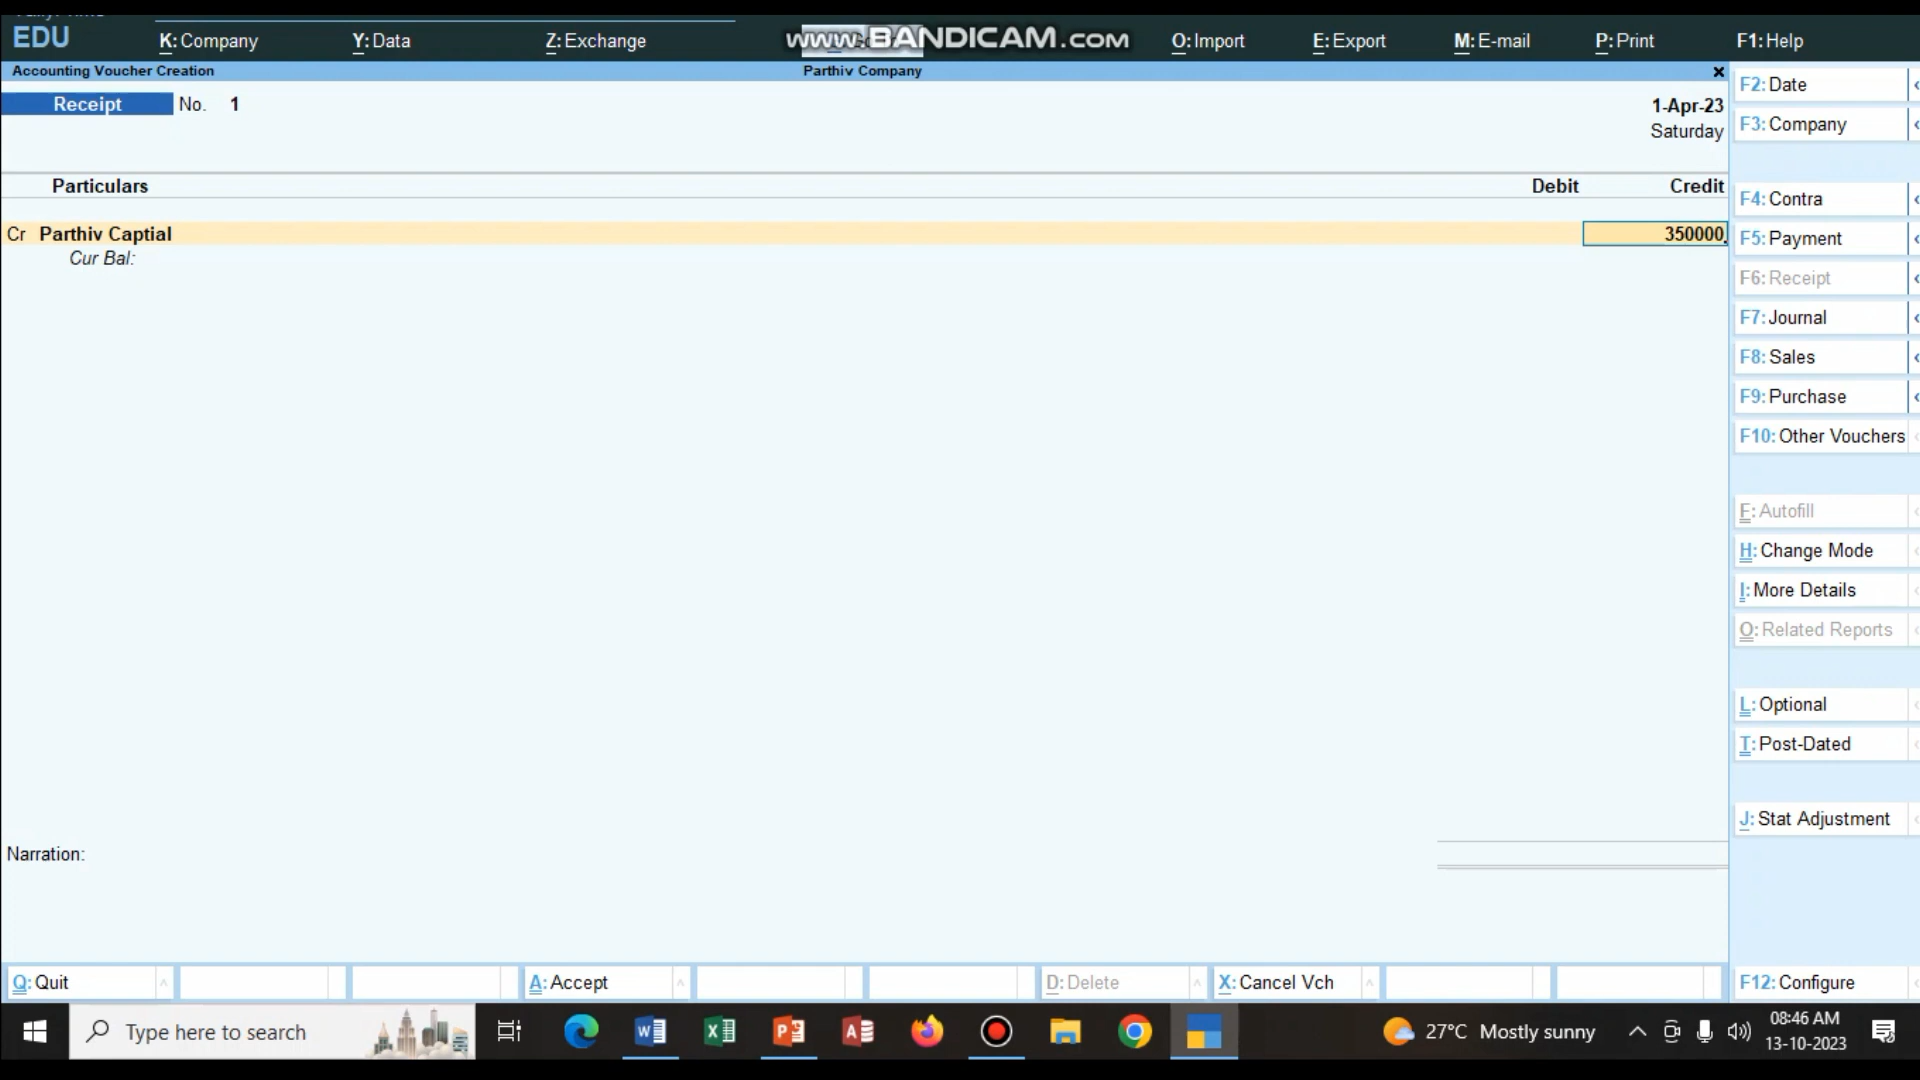 EDU K: Company Y: Data Z: Exchange www.BANDICAM.com O: Import E: Export M: E-mail P: Print F1: Help
Accounting Voucher Creation Parthiv Company x
Receipt No. 1 1-Apr-23
Saturday
Particulars Debit Credit
Cr Parthiv Captial 350000
Cur Bal:
Narration:
F2: Date
F3: Company
F4: Contra
F5: Payment
F6: Receipt
F7: Journal
F8: Sales
F9: Purchase
F10: Other Vouchers
F: Autofill
H: Change Mode
I: More Details
O: Related Reports
L: Optional
T: Post-Dated
J: Stat Adjustment
Q: Quit A: Accept D: Delete X: Cancel Vch F12: Configure
Type here to search 27°C Mostly sunny 08:46 AM
13-10-2023